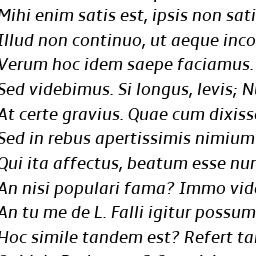 Mihi enim satis est, ipsis non sati
Illud non continuo, ut aeque inco
Verum hoc idem saepe faciamus.
Sed videbimus. Si longus, levis;
At certe gravius. Quae cum dixiss
Sed in rebus apertissimis nimium
Qui ita affectus, beatum esse
An nisi populari fama? Immo vid
An tu me de L. Falli igitur possum
Hoc simile tandem est? Refert ta